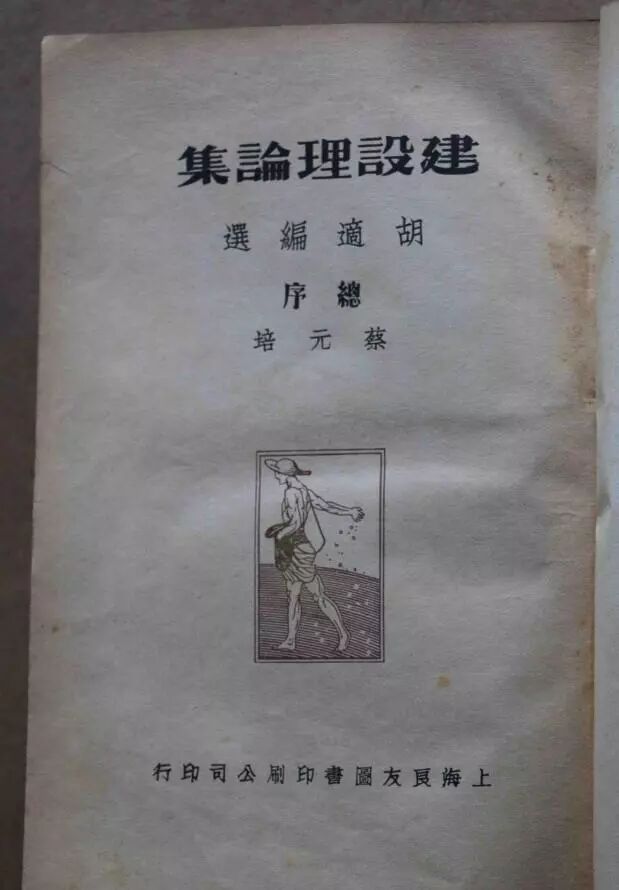 建設理論集
胡適編選
總序
蔡元培
上海良友圖書印刷公司印行